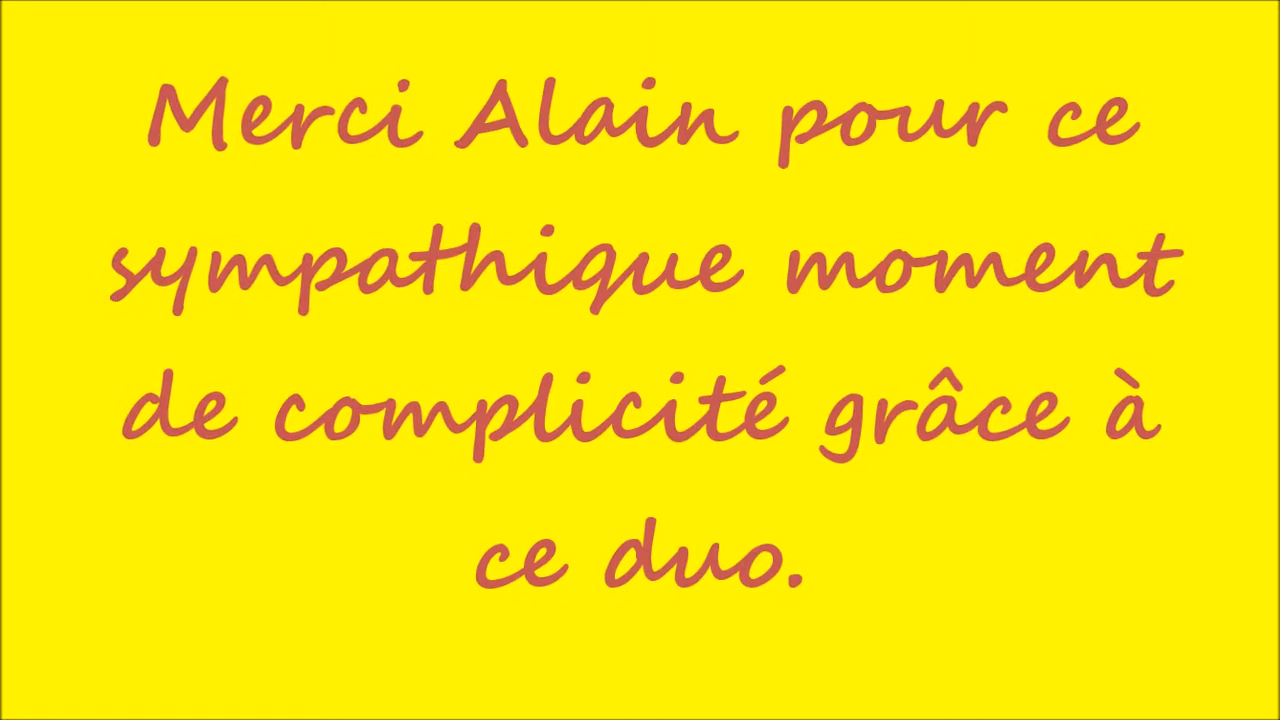 Merci Alain pour ce
sympathique moment
de complicité grâce à
ce duo.